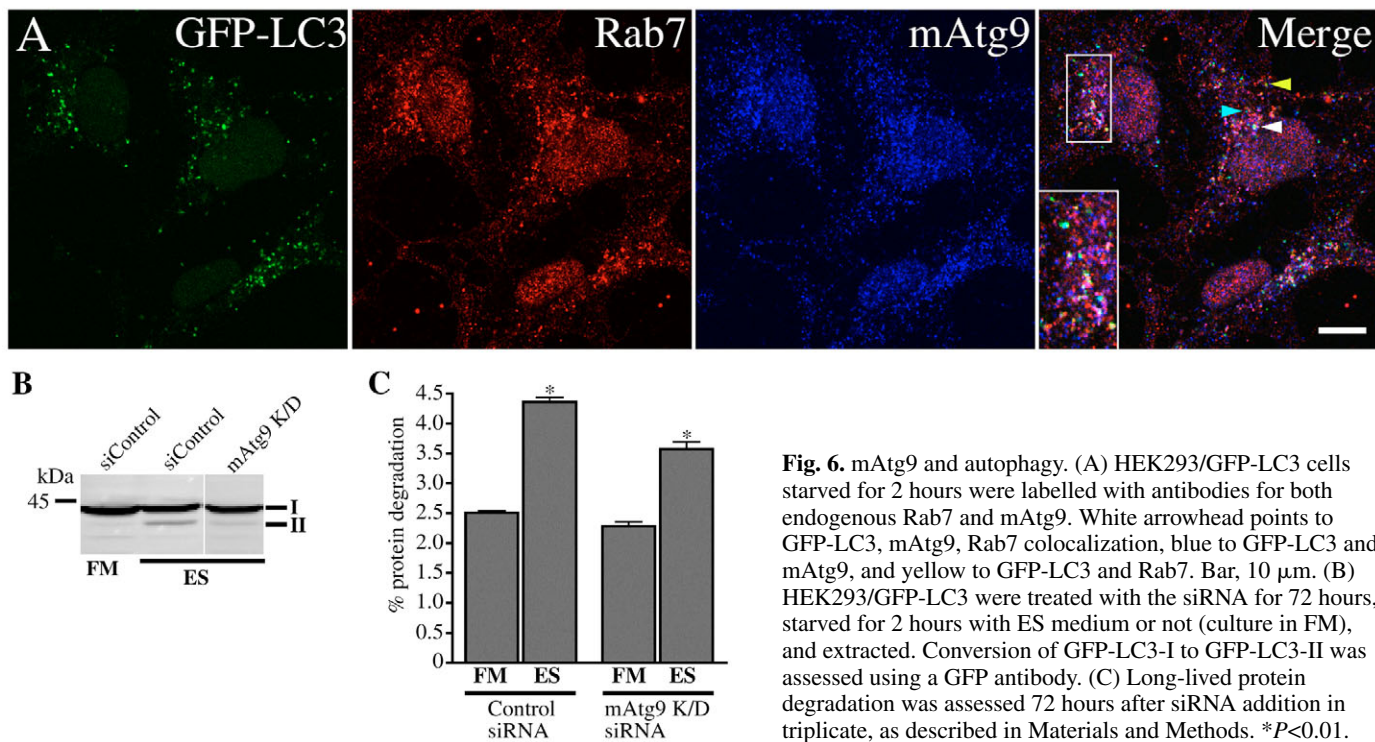 A GFP-LC3 Rab7 mAtg9 Merge
B
siControl siControl mAtg9 K/D
kDa
45
I
II
FM ES
C
% protein degradation
4.5
4.0
3.5
3.0
2.5
2.0
1.5
1.0
0.5
0
* *
FM ES FM ES
Control siRNA
mAtg9 K/D siRNA
Fig. 6. mAtg9 and autophagy. (A) HEK293/GFP-LC3 cells
starved for 2 hours were labelled with antibodies for both
endogenous Rab7 and mAtg9. White arrowhead points to
GFP-LC3, mAtg9, Rab7 colocalization, blue to GFP-LC3 and
mAtg9, and yellow to GFP-LC3 and Rab7. Bar, 10 μm. (B)
HEK293/GFP-LC3 were treated with the siRNA for 72 hours,
starved for 2 hours with ES medium or not (culture in FM),
and extracted. Conversion of GFP-LC3-I to GFP-LC3-II was
assessed using a GFP antibody. (C) Long-lived protein
degradation was assessed 72 hours after siRNA addition in
triplicate, as described in Materials and Methods. *P<0.01.